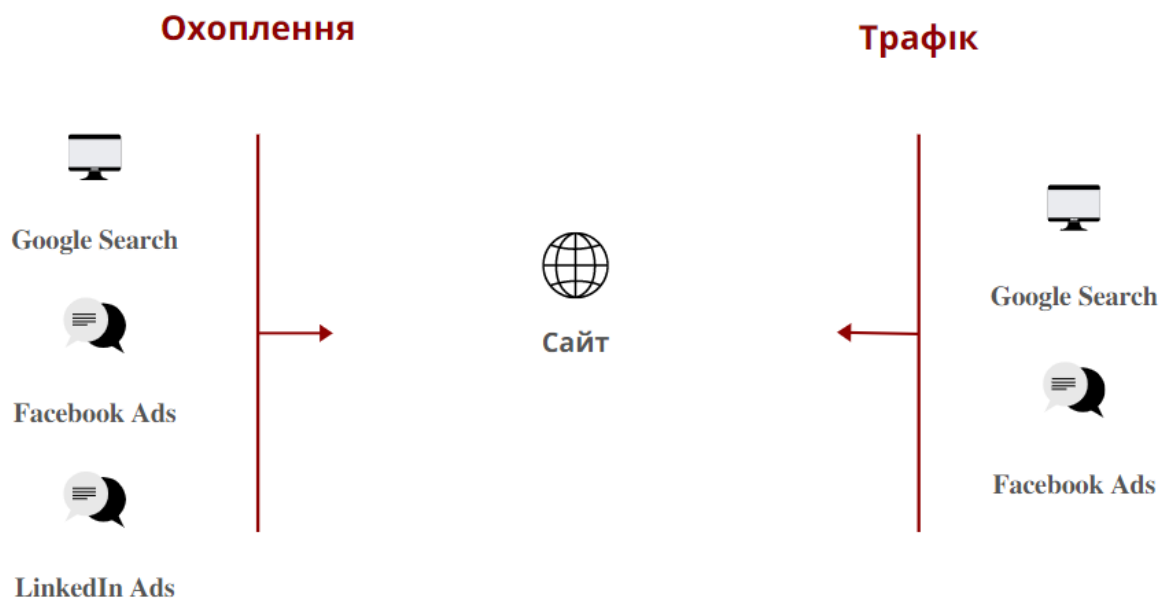 Охоплення
Трафік
Google Search
Facebook Ads
LinkedIn Ads
Сайт
Google Search
Facebook Ads